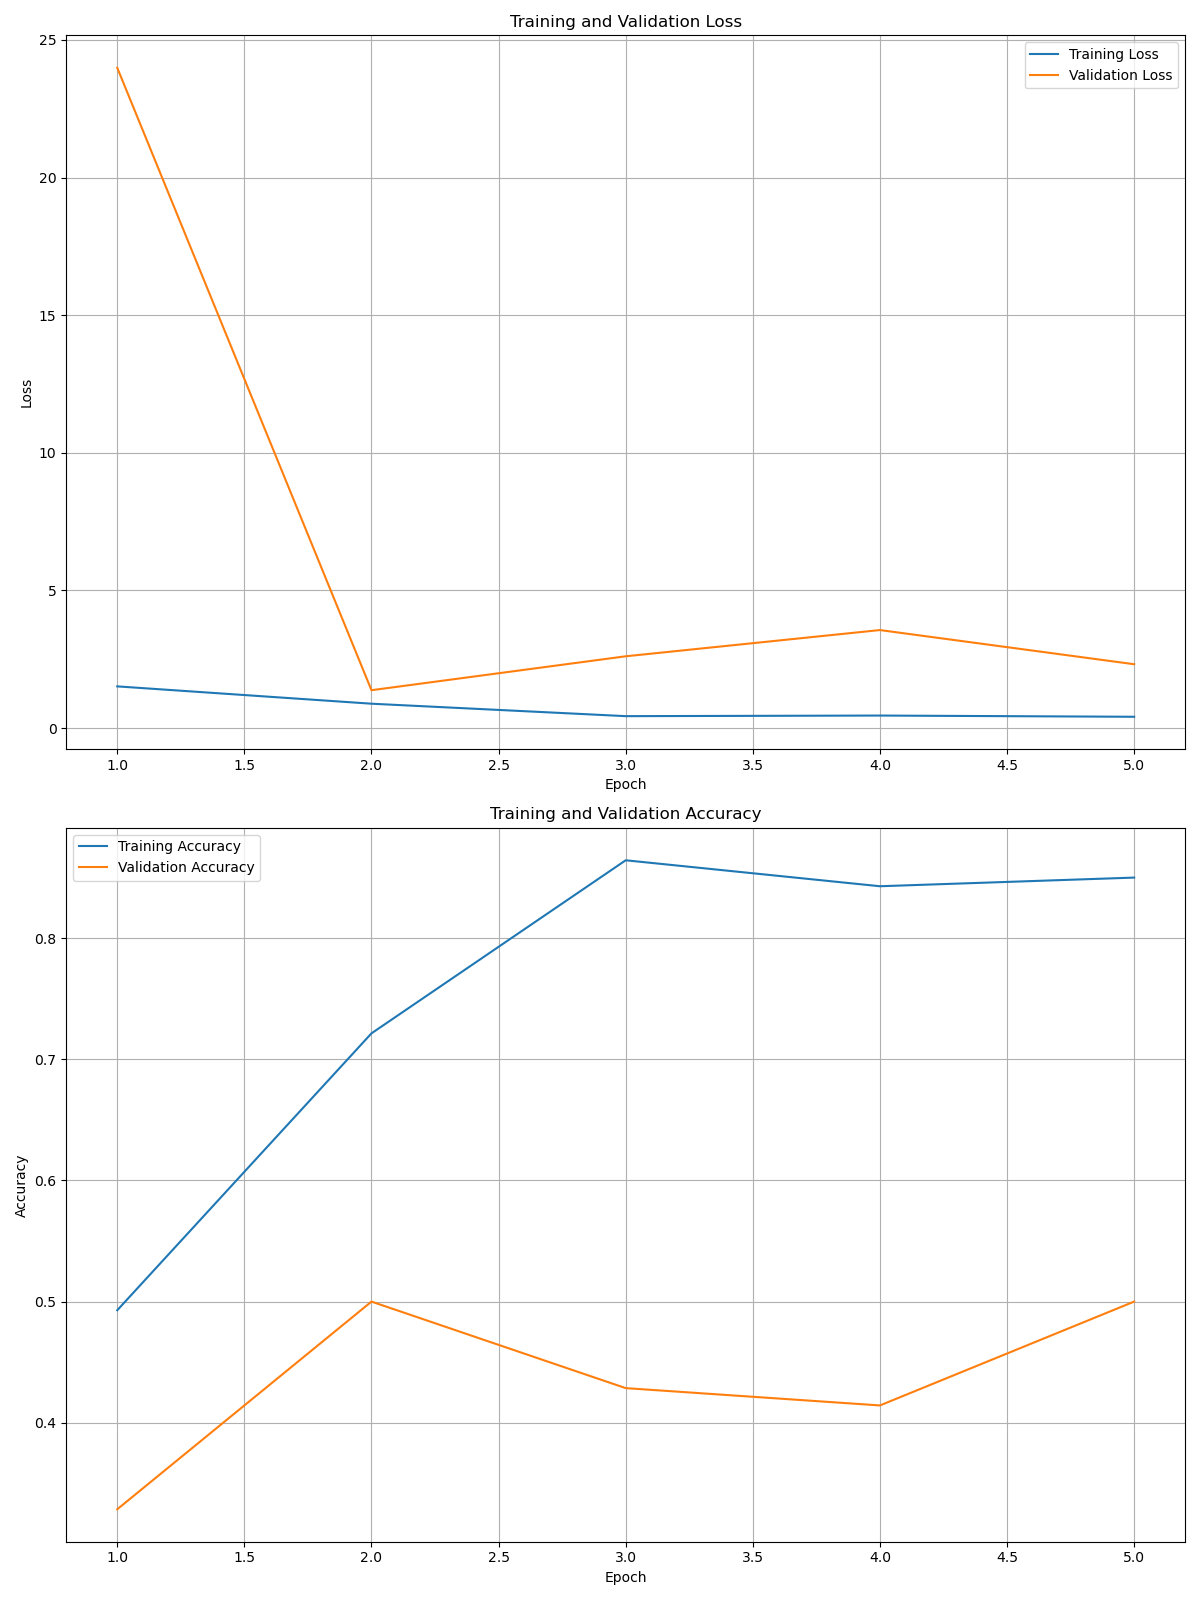 Training and Validation Loss
25
20
15
10
5
0
Loss
Training Loss
Validation Loss
1.0 1.5 2.0 2.5 3.0 3.5 4.0 4.5 5.0
Epoch
Training and Validation Accuracy
Training Accuracy
Validation Accuracy
0.8
0.7
0.6
0.5
0.4
Accuracy
1.0 1.5 2.0 2.5 3.0 3.5 4.0 4.5 5.0
Epoch